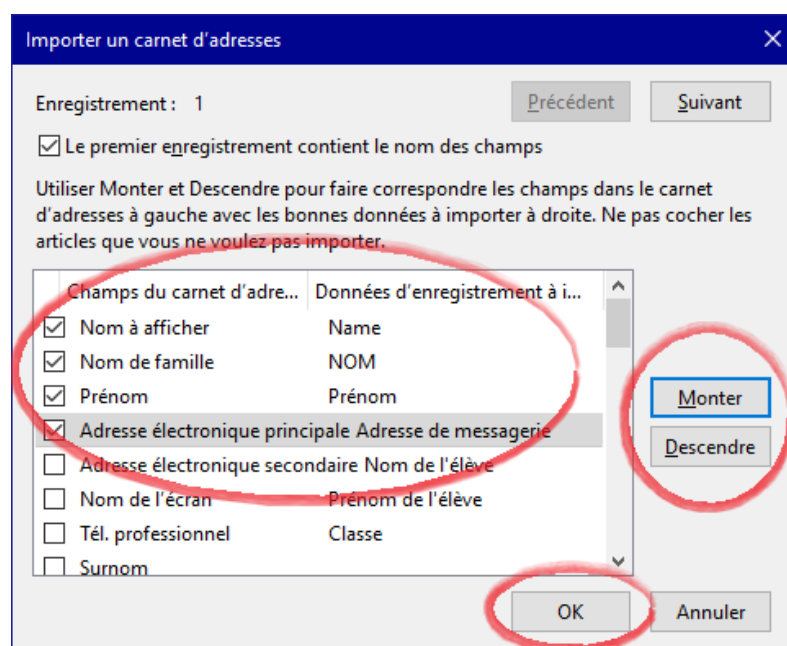 Importer un carnet d'adresses
Enregistrement : 1 Précédent Suivant
Le premier enregistrement contient le nom des champs
Utiliser Monter et Descendre pour faire correspondre les champs dans le carnet
d'adresses à gauche avec les bonnes données à importer à droite. Ne pas cocher les
articles que vous ne voulez pas importer.
Champs du carnet d'adre... Données d'enregistrement à i...
Nom à afficher Name
Nom de famille NOM
Prénom Prénom
Monter
Adresse électronique principale Adresse de messagerie
Descendre
Adresse électronique secondaire Nom de l'élève
Nom de l'écran Prénom de l'élève
Tél. professionnel Classe
Surnom
OK Annuler